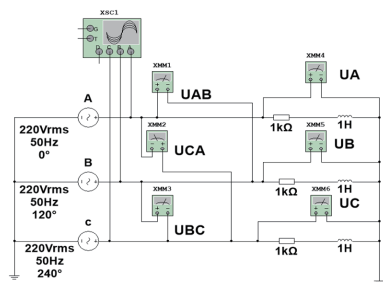 XSC1
G
T
D C B A
XMM1
UAB
XMM4
UA
A
220Vrms
50Hz
0°
1kΩ
1H
XMM2
UCA
XMM5
UB
B
220Vrms
50Hz
120°
1kΩ
1H
XMM3
UBC
XMM6
UC
c
220Vrms
50Hz
240°
1kΩ
1H